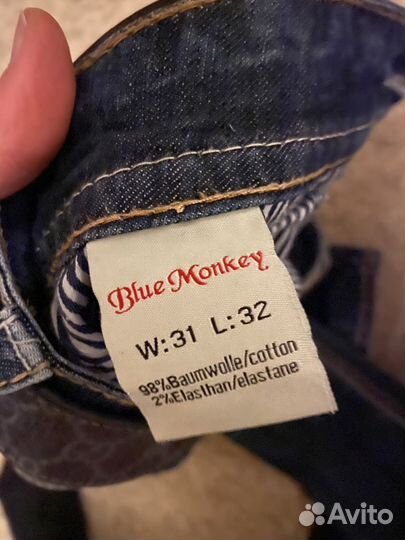 Blue Monkey
W:31 L:32
98%Baumwolle/cotton
2%Elasthan/elastane
Avito